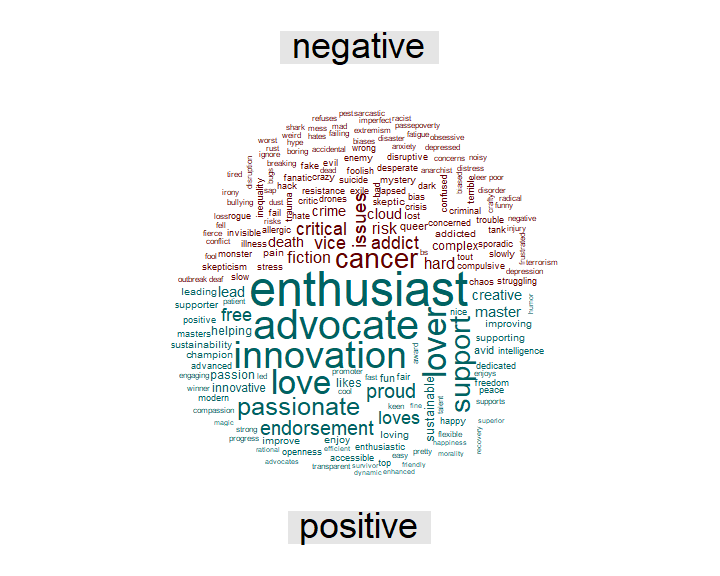 negative
pest sarcastic
refuses imperfect racist
shark mess mad passe poverty
weird hates failing extremism fatigue obsessive
worst hype biases disaster anxiety depressed
rust boring accidental wrong
ignore enemy disruptive concerns noisy
breaking fake evil foolish desperate anarchist distress
tired disruption bugs fanatic crazy dead suicide mystery confused biased terrible poor
irony sap hack resistance exile bad lapsed dark disorder
bullying inequality dust trauma critic drones skeptic bias crafty radical
loss rogue fail hate crime issues cloud lost crisis criminal trouble funny
fell risks negative
fierce invisible allergic critical risk queer concerned tank injury
conflict illness death vice addict addicted complex sporadic frustrated
fool monster pain fiction cancer bs hard tout slowly
skepticism stress compulsive terrorism
outbreak deaf slow chaos depression
struggling
enthusiast
leading lead creative
supporter patient humor
positive free advocate lover support nice master
masters helping improving
sustainability innovation supporting
champion award avid intelligence
advanced dedicated
engaging passion led love promoter fast fun fair enjoys
winner innovative likes freedom
modern cool proud sustainable peace
compassion passionate keen fine talent supports
magic loves happy superior
strong endorsement
progress improve enjoy loving flexible
rational efficient enthusiastic happiness recovery
openness accessible easy pretty morality
advocates transparent survivor top friendly
dynamic enhanced
positive